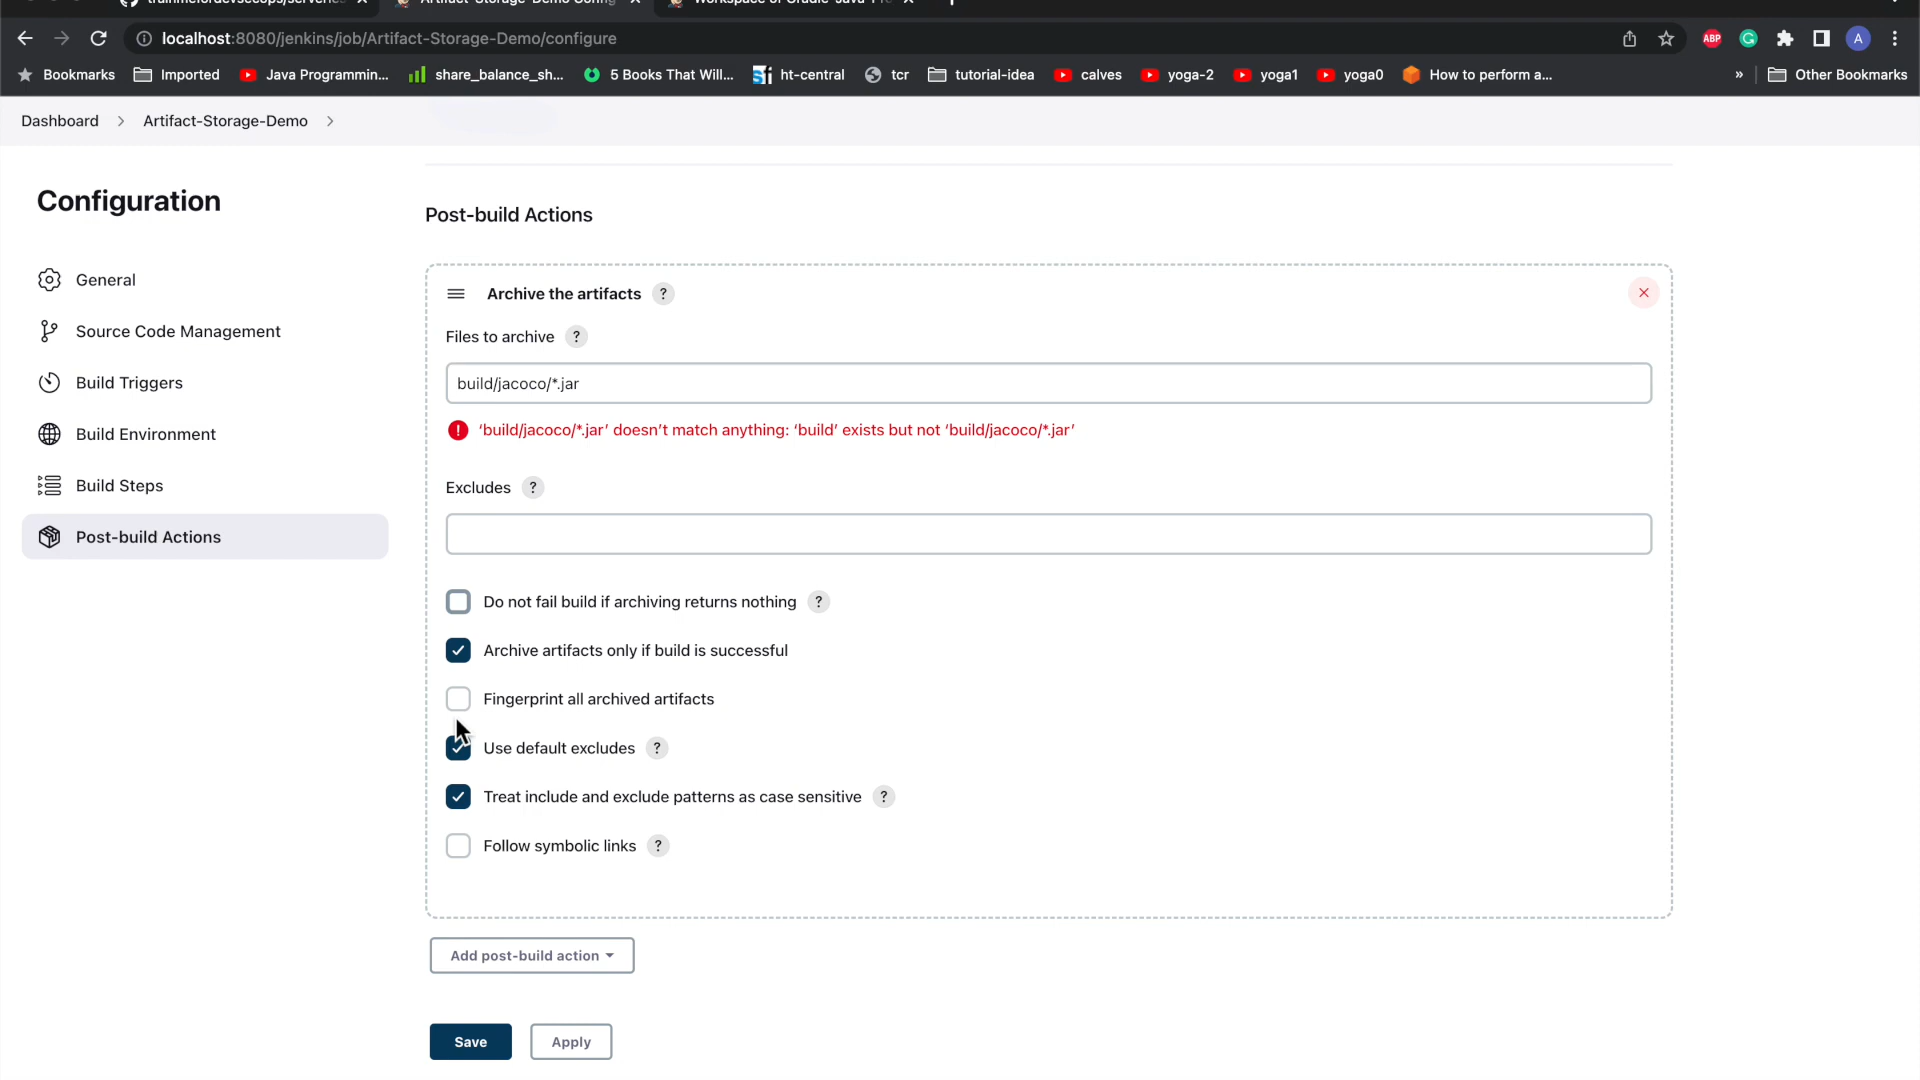 localhost:8080/jenkins/job/Artifact-Storage-Demo/configure
ABP
G
A
Bookmarks
Imported
Java Programmin...
share_balance_sh...
5 Books That Will...
ht-central
tcr
tutorial-idea
calves
yoga-2
yoga1
yoga0
How to perform a...
»
Other Bookmarks
Dashboard > Artifact-Storage-Demo >
Configuration
General
Source Code Management
Build Triggers
Build Environment
Build Steps
Post-build Actions
Post-build Actions
Archive the artifacts ?
Files to archive ?
build/jacoco/*.jar
‘build/jacoco/*.jar’ doesn’t match anything: ‘build’ exists but not ‘build/jacoco/*.jar’
Excludes ?
Do not fail build if archiving returns nothing ?
Archive artifacts only if build is successful
Fingerprint all archived artifacts
Use default excludes ?
Treat include and exclude patterns as case sensitive ?
Follow symbolic links ?
Add post-build action
Save
Apply